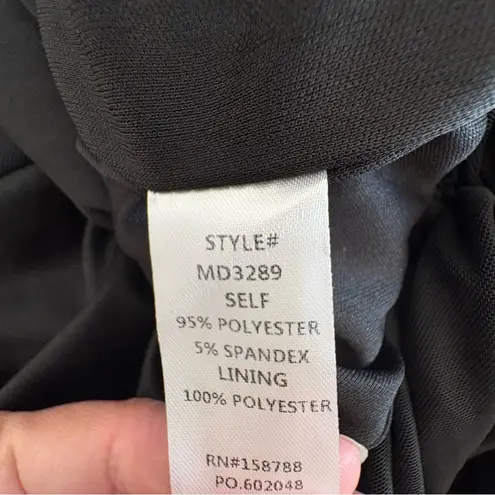 STYLE#
MD3289
SELF
95% POLYESTER
5% SPANDEX
LINING
100% POLYESTER
RN#158788
PO.602048